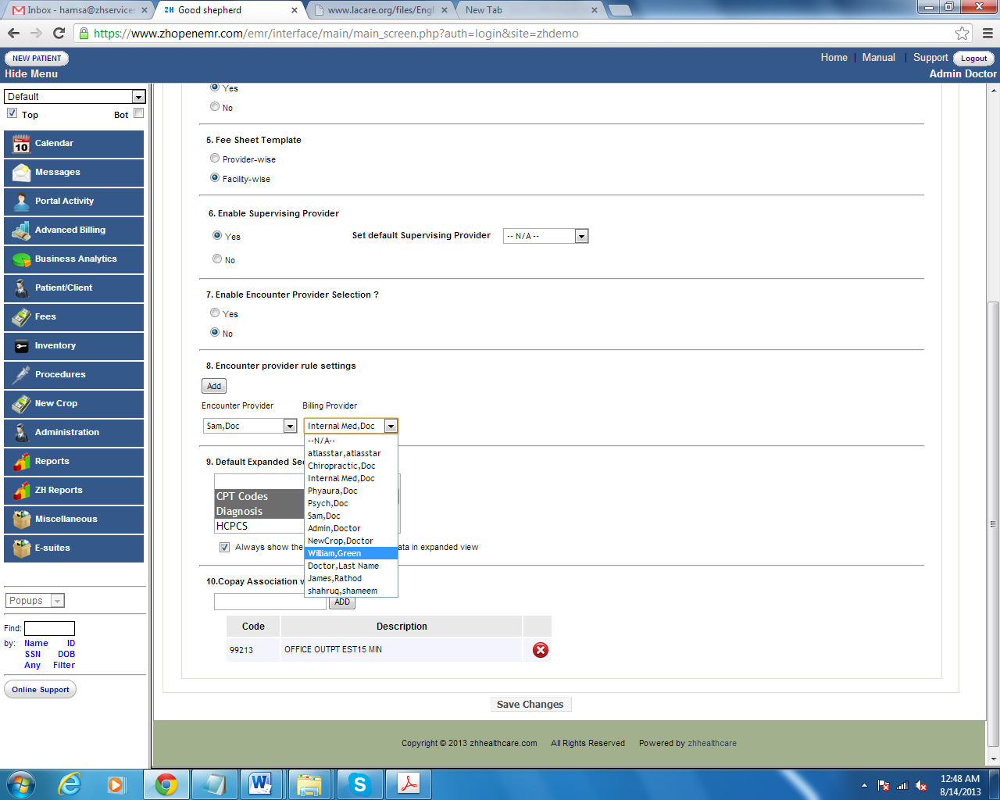 Inbox - hamsa@zhservices
Good shepherd
www.lacare.org/files/Engl
New Tab
https://www.zhopenemr.com/emr/interface/main/main_screen.php?auth=login&site=zhdemo
NEW PATIENT
Home | Manual | Support Logout
Hide Menu
Admin Doctor
Default
Top Bot
Calendar
Messages
Portal Activity
Advanced Billing
Business Analytics
Patient/Client
Fees
Inventory
Procedures
New Crop
Administration
Reports
ZH Reports
Miscellaneous
E-suites
Popups
Find:
by: Name ID
SSN DOB
Any Filter
Online Support
Yes
No
5. Fee Sheet Template
Provider-wise
Facility-wise
6. Enable Supervising Provider
Yes Set default Supervising Provider -- N/A --
No
7. Enable Encounter Provider Selection ?
Yes
No
8. Encounter provider rule settings
Add
Encounter Provider Billing Provider
Sam,Doc Internal Med,Doc
--N/A--
atlasstar,atlasstar
Chiropractic,Doc
Internal Med,Doc
Phyaura,Doc
Psych,Doc
Sam,Doc
Admin,Doctor
NewCrop,Doctor
William,Green
Doctor,Last Name
James,Rathod
shahruq,shameem
9. Default Expanded Se
CPT Codes
Diagnosis
HCPCS
Always show the ata in expanded view
10.Copay Association
ADD
Code Description
99213 OFFICE OUTPT EST15 MIN
Save Changes
Copyright © 2013 zhhealthcare.com All Rights Reserved Powered by zhhealthcare
12:48 AM
8/14/2013